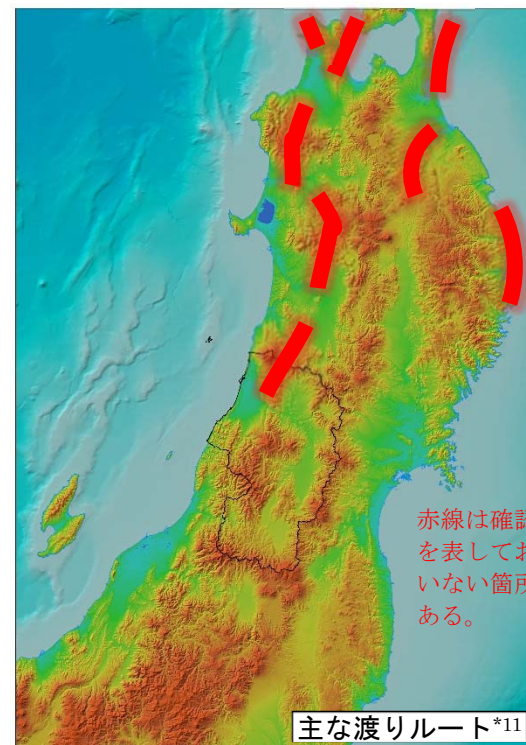 赤線は確認
を表してお
いない箇所
ある。
主な渡りルート*11